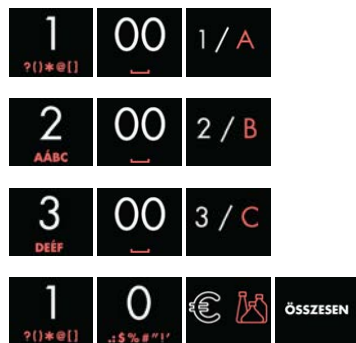 1 00 1/A
?()*@[] ⎵
2 00 2/B
AÁBC ⎵
3 00 3/C
DEÉF ⎵
1 0 € ÖSSZESEN
?()*@[] .:$%#"!'